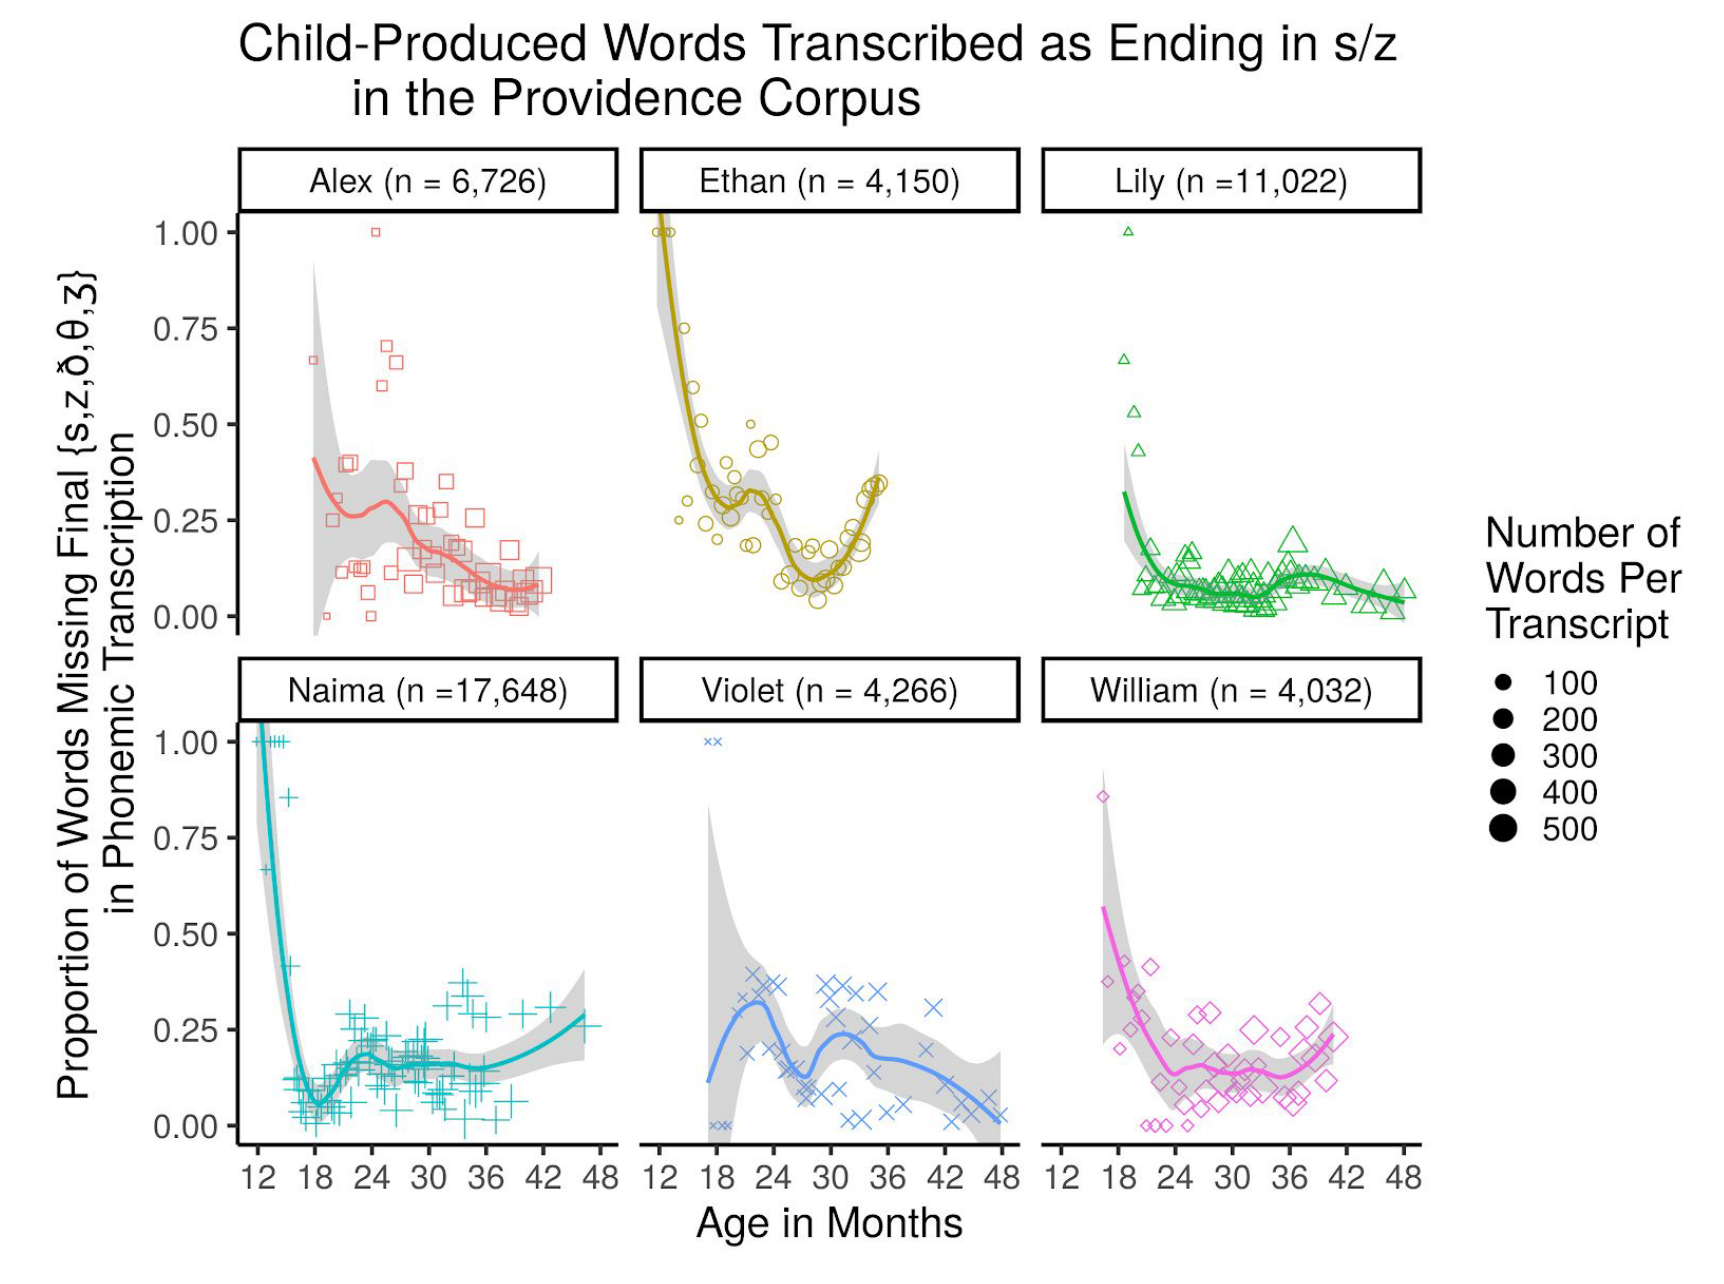 Child-Produced Words Transcribed as Ending in s/z
in the Providence Corpus
Proportion of Words Missing Final {s,z,ð,θ,ʒ}
in Phonemic Transcription
Alex (n = 6,726)
Ethan (n = 4,150)
Lily (n =11,022)
1.00
0.75
0.50
0.25
0.00
Naima (n =17,648)
Violet (n = 4,266)
William (n = 4,032)
1.00
0.75
0.50
0.25
0.00
12 18 24 30 36 42 48
12 18 24 30 36 42 48
12 18 24 30 36 42 48
Age in Months
Number of
Words Per
Transcript
100
200
300
400
500